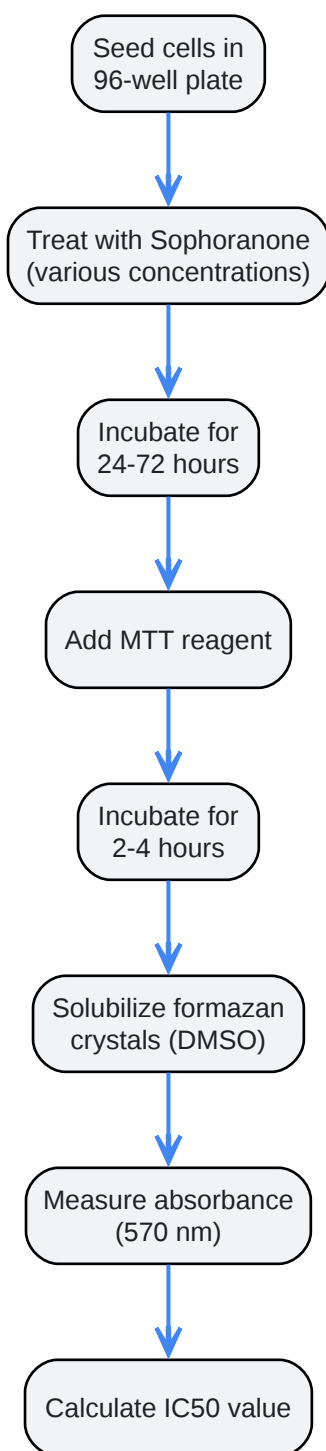 Seed cells in
96-well plate
Treat with Sophoranone
(various concentrations)
Incubate for
24-72 hours
Add MTT reagent
Incubate for
2-4 hours
Solubilize formazan
crystals (DMSO)
Measure absorbance
(570 nm)
Calculate IC50 value